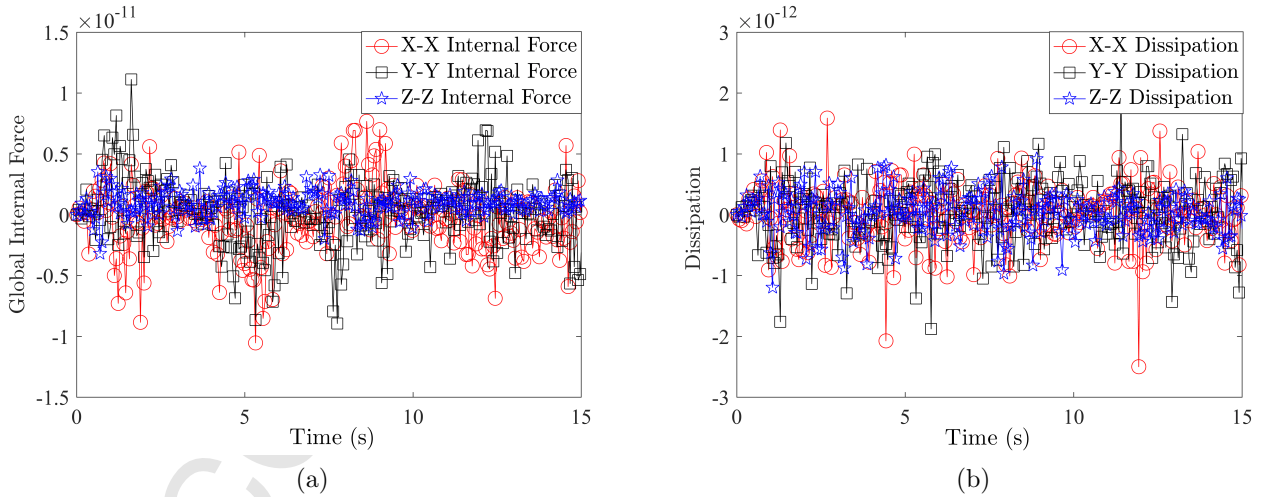 ×10⁻¹¹
1.5
1
0.5
0
-0.5
-1
-1.5
0
5
10
15
Global Internal Force
Time (s)
X-X Internal Force
Y-Y Internal Force
Z-Z Internal Force
(a)
×10⁻¹²
3
2
1
0
-1
-2
-3
0
5
10
15
Dissipation
Time (s)
X-X Dissipation
Y-Y Dissipation
Z-Z Dissipation
(b)